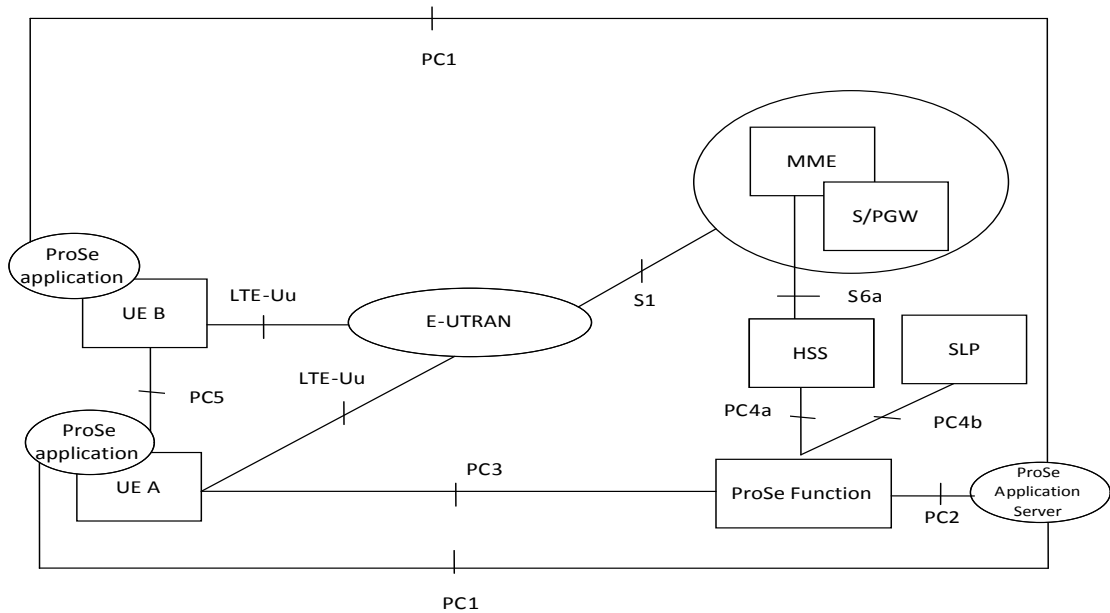 PC1
MME
S/PGW
ProSe
application
LTE-Uu
S1
S6a
UE B
E-UTRAN
HSS
SLP
LTE-Uu
PC5
PC4a
PC4b
ProSe
application
PC3
ProSe
Application
Server
UE A
ProSe Function
PC2
PC1